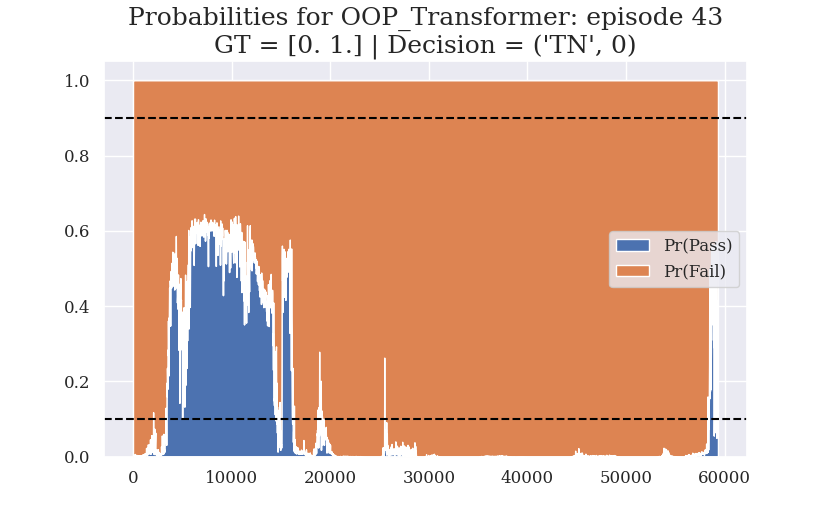 Probabilities for OOP_Transformer: episode 43
GT = [0. 1.] | Decision = ('TN', 0)
1.0
0.8
0.6
0.4
0.2
0.0
Pr(Pass)
Pr(Fail)
0 10000 20000 30000 40000 50000 60000